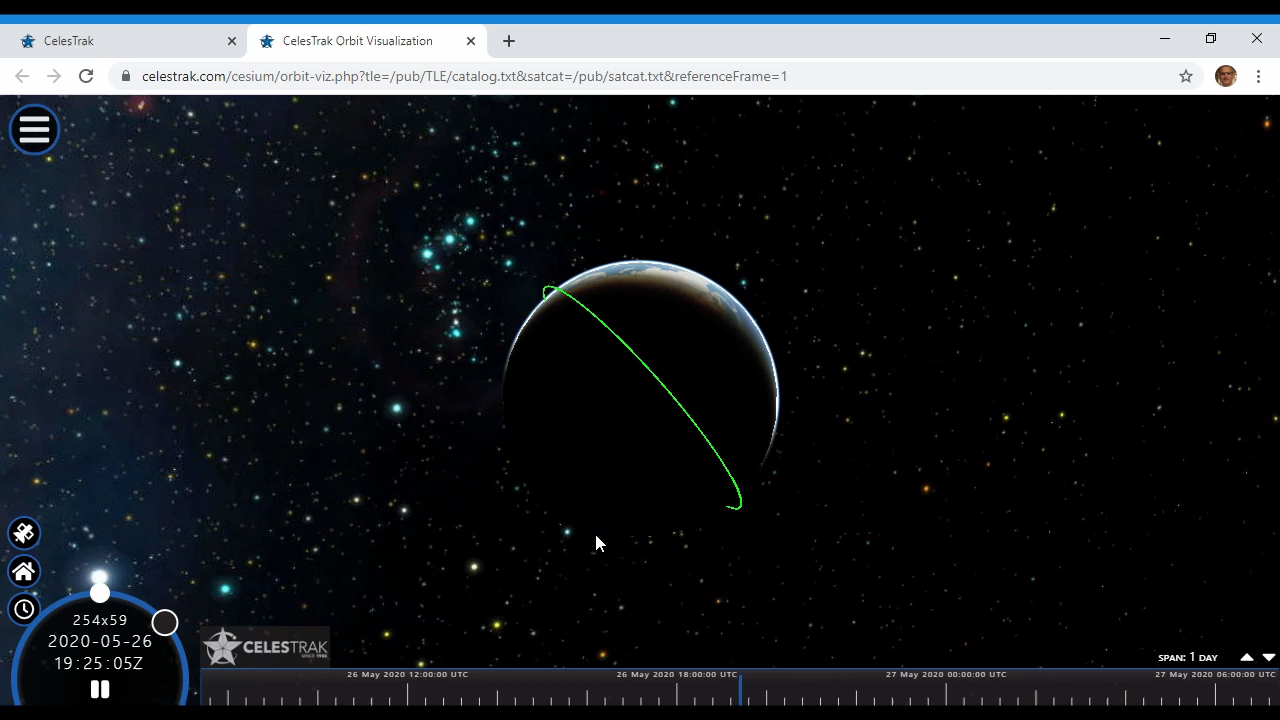 CelesTrak
CelesTrak Orbit Visualization
celestrak.com/cesium/orbit-viz.php?tle=/pub/TLE/catalog.txt&satcat=/pub/satcat.txt&referenceFrame=1
254x59
2020-05-26
19:25:05Z
CELESTRAK
SINCE 1985
SPAN: 1 DAY
26 May 2020 12:00:00 UTC
26 May 2020 18:00:00 UTC
27 May 2020 00:00:00 UTC
27 May 2020 06:00:00 UTC